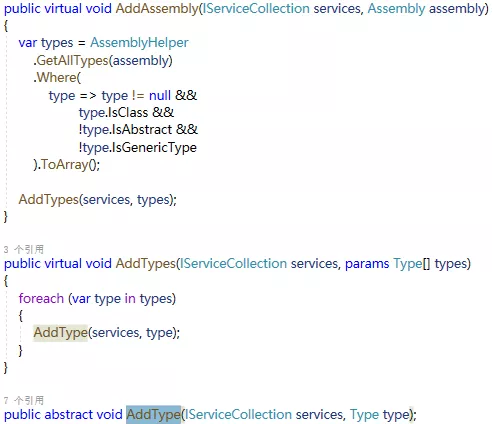 public virtual void AddAssembly(IServiceCollection services, Assembly assembly)
{
var types = AssemblyHelper
.GetAllTypes(assembly)
.Where(
type => type != null &&
type.IsClass &&
!type.IsAbstract &&
!type.IsGenericType
).ToArray();
AddTypes(services, types);
}
3 个引用
public virtual void AddTypes(IServiceCollection services, params Type[] types)
{
foreach (var type in types)
{
AddType(services, type);
}
}
7 个引用
public abstract void AddType(IServiceCollection services, Type type);